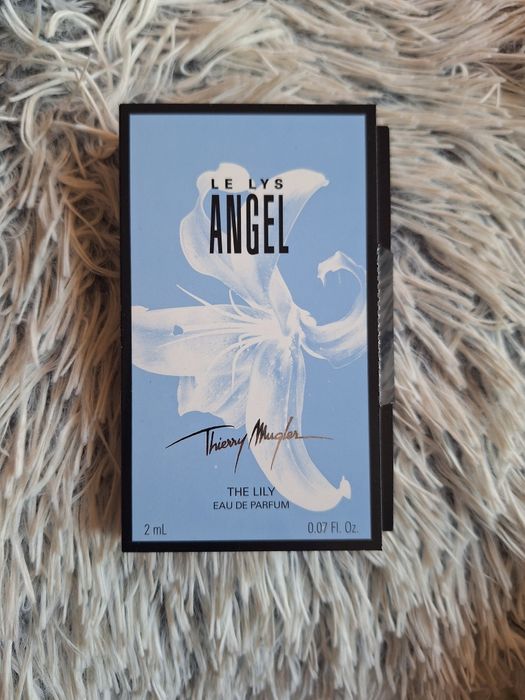 LE LYS
ANGEL
Thierry Mugler
THE LILY
EAU DE PARFUM
2 mL 0.07 Fl. Oz.